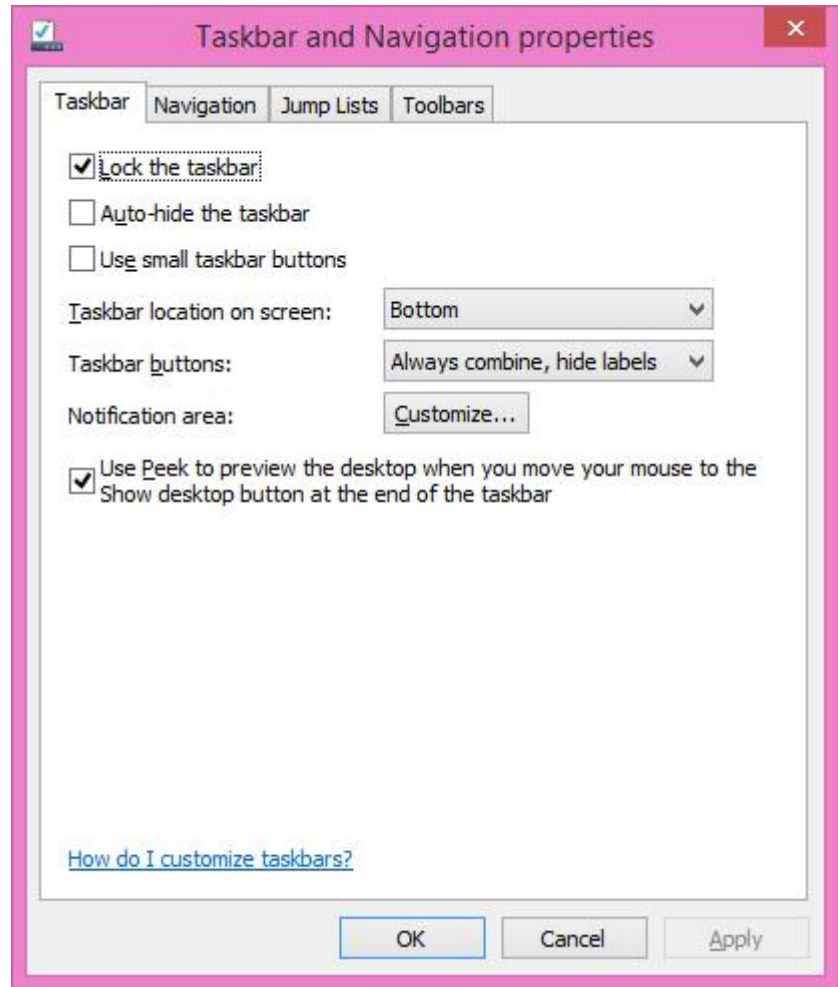 Taskbar and Navigation properties
Taskbar Navigation Jump Lists Toolbars
Lock the taskbar
Auto-hide the taskbar
Use small taskbar buttons
Taskbar location on screen: Bottom
Taskbar buttons: Always combine, hide labels
Notification area: Customize...
Use Peek to preview the desktop when you move your mouse to the
Show desktop button at the end of the taskbar
How do I customize taskbars?
OK Cancel Apply